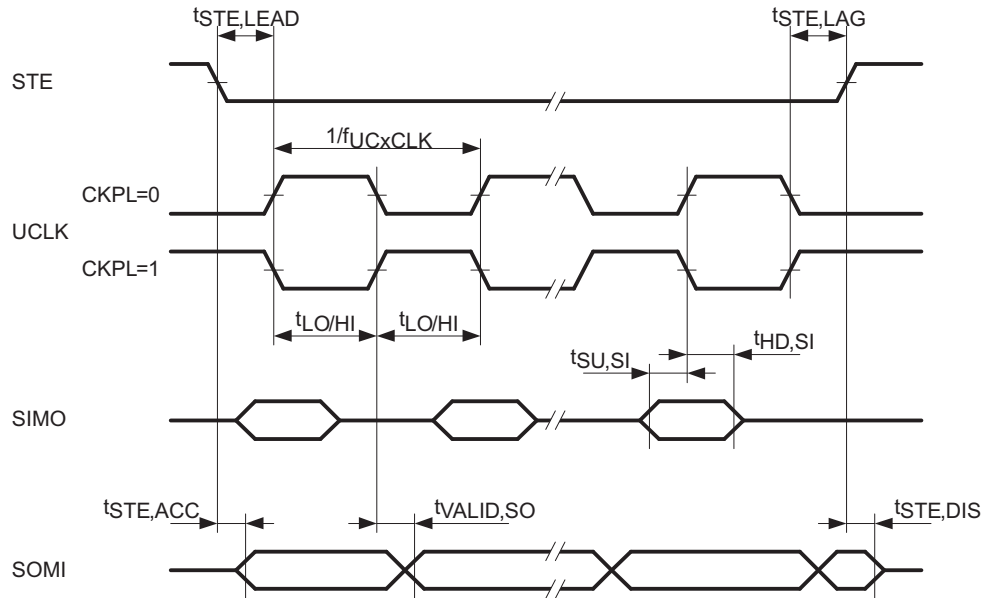 tSTE,LEAD
tSTE,LAG
STE
1/fUCxCLK
CKPL=0
UCLK
CKPL=1
tLO/HI
tLO/HI
tHD,SI
tSU,SI
SIMO
tSTE,ACC
tVALID,SO
tSTE,DIS
SOMI